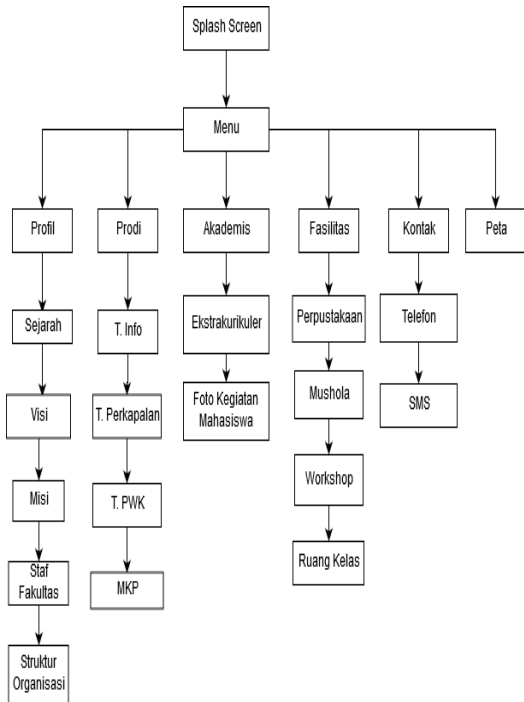 Splash Screen
Menu
Profil
Prodi
Akademis
Fasilitas
Kontak
Peta
Sejarah
T. Info
Ekstrakurikuler
Perpustakaan
Telefon
Visi
T. Perkapalan
Foto Kegiatan
Mahasiswa
Mushola
SMS
Misi
T. PWK
Workshop
Staf
Fakultas
MKP
Ruang Kelas
Struktur
Organisasi